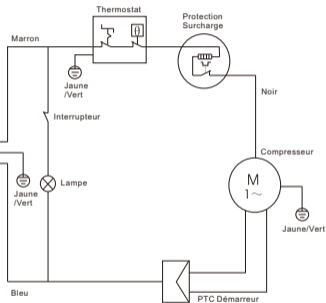 Thermostat
Protection
Surcharge
Marron
θ
Jaune
/Vert
Noir
Interrupteur
Compresseur
Lampe
M
1~
Jaune
/Vert
Jaune/Vert
Bleu
PTC Démarreur